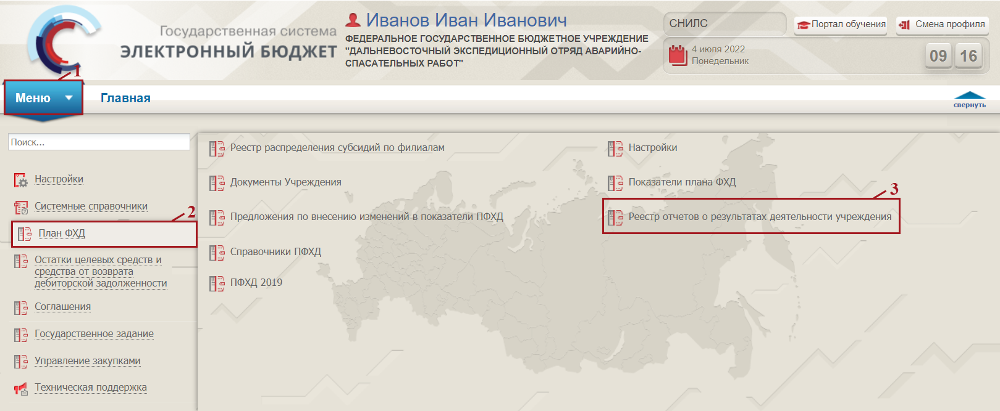 Государственная система
ЭЛЕКТРОННЫЙ БЮДЖЕТ
Иванов Иван Иванович
ФЕДЕРАЛЬНОЕ ГОСУДАРСТВЕННОЕ БЮДЖЕТНОЕ УЧРЕЖДЕНИЕ
"ДАЛЬНЕВОСТОЧНЫЙ ЭКСПЕДИЦИОННЫЙ ОТРЯД АВАРИЙНО-
СПАСАТЕЛЬНЫХ РАБОТ"
СНИЛС
Портал обучения
Смена профиля
4 июля 2022
Понедельник
09 16
1
Меню
Главная
свернуть
Поиск...
Настройки
Системные справочники
2
План ФХД
Остатки целевых средств и
средства от возврата
дебиторской задолженности
Соглашения
Государственное задание
Управление закупками
Техническая поддержка
Реестр распределения субсидий по филиалам
Документы Учреждения
Предложения по внесению изменений в показатели ПФХД
Справочники ПФХД
ПФХД 2019
Настройки
Показатели плана ФХД
3
Реестр отчетов о результатах деятельности учреждения